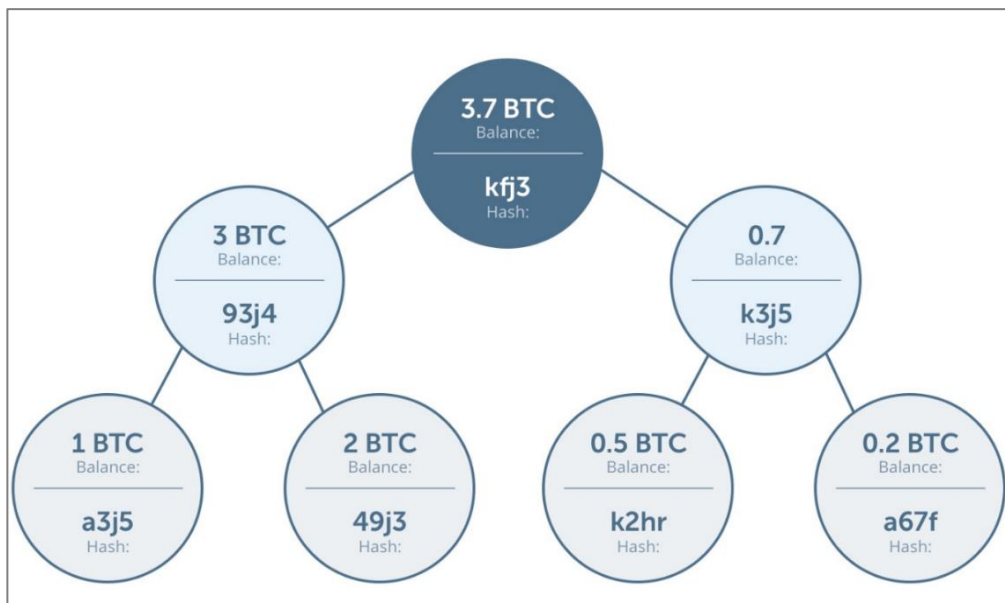 3.7 BTC
Balance:
kfj3
Hash:
3 BTC
Balance:
93j4
Hash:
0.7
Balance:
k3j5
Hash:
1 BTC
Balance:
a3j5
Hash:
2 BTC
Balance:
49j3
Hash:
0.5 BTC
Balance:
k2hr
Hash:
0.2 BTC
Balance:
a67f
Hash: